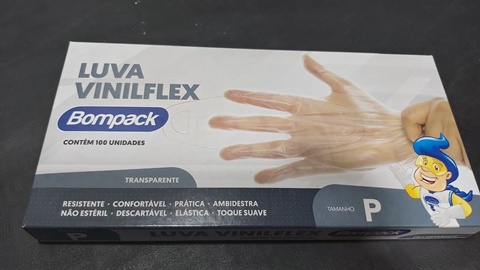 LUVA
VINILFLEX
Bompack
CONTÉM 100 UNIDADES
TRANSPARENTE
RESISTENTE · CONFORTÁVEL · PRÁTICA · AMBIDESTRA
NÃO ESTÉRIL · DESCARTÁVEL · ELÁSTICA · TOQUE SUAVE
TAMANHO P
LUVA VINILFLEX